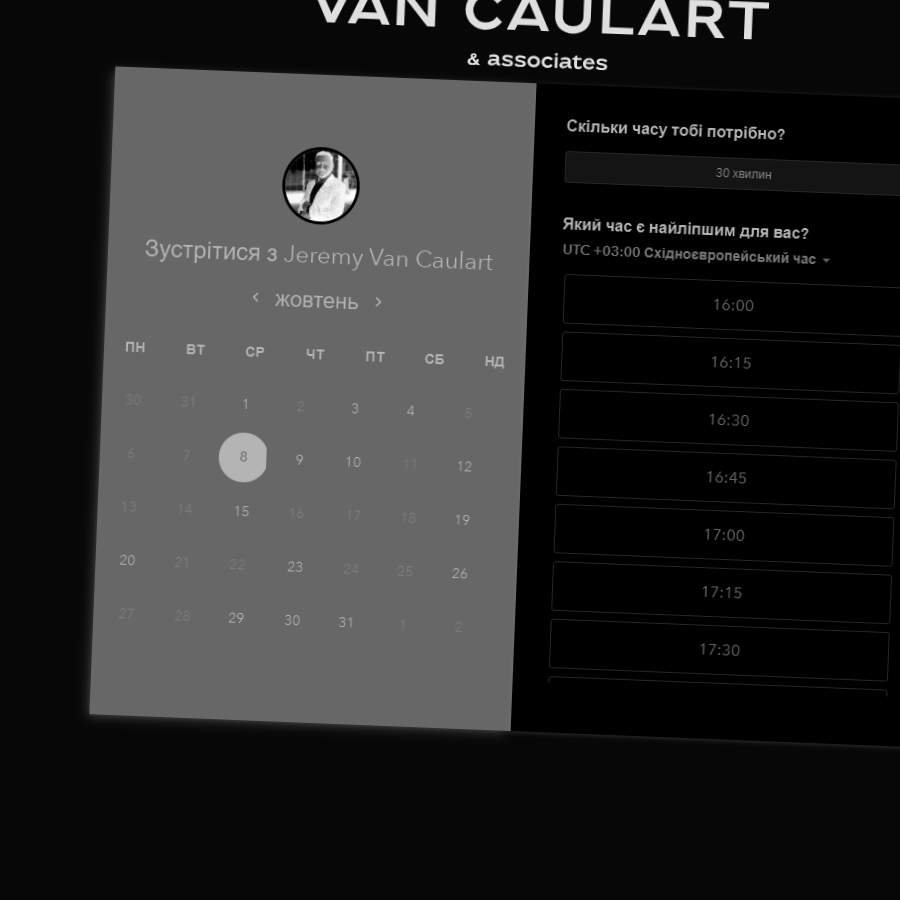 VAN CAULART
& associates
Зустрітися з Jeremy Van Caulart
‹ жовтень ›
ПН ВТ СР ЧТ ПТ СБ НД
30 31 1 2 3 4 5
6 7 8 9 10 11 12
13 14 15 16 17 18 19
20 21 22 23 24 25 26
27 28 29 30 31 1 2
Скільки часу тобі потрібно?
30 хвилин
Який час є найліпшим для вас?
UTC +03:00 Східноєвропейський час
16:00
16:15
16:30
16:45
17:00
17:15
17:30